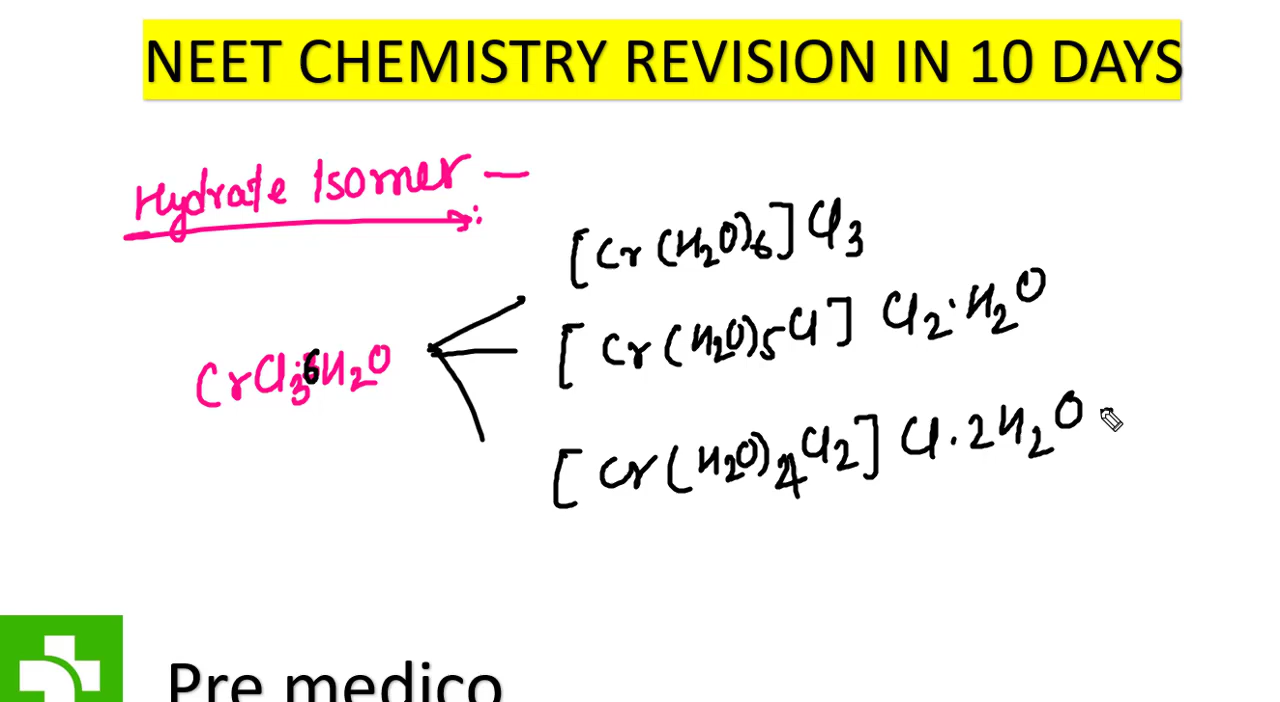 NEET CHEMISTRY REVISION IN 10 DAYS
Hydrate Isomer —:
[Cr(H₂O)₆]Cl₃
[Cr(H₂O)₅Cl] Cl₂·H₂O
CrCl₃·6H₂O
[Cr(H₂O)₄Cl₂] Cl·2H₂O
Pre medico